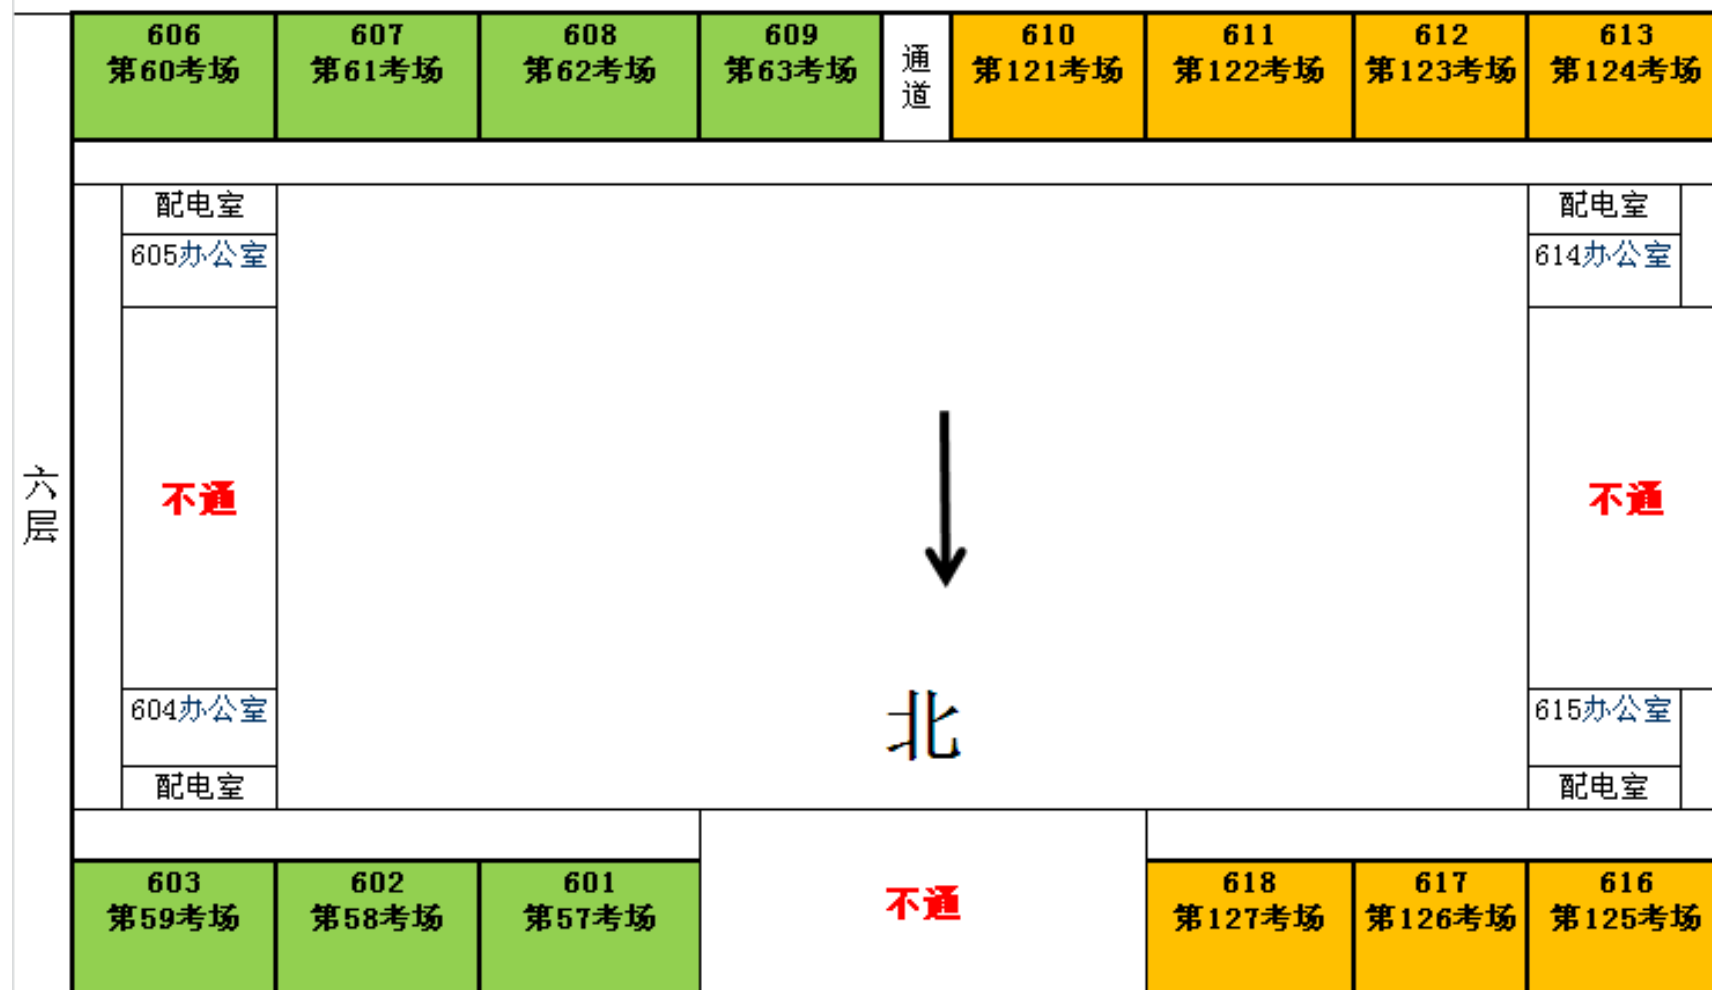 606
第60考场
607
第61考场
608
第62考场
609
第63考场
通
道
610
第121考场
611
第122考场
612
第123考场
613
第124考场
配电室
配电室
605办公室
614办公室
六
层
不通
不通
北
604办公室
615办公室
配电室
配电室
603
第59考场
602
第58考场
601
第57考场
不通
618
第127考场
617
第126考场
616
第125考场